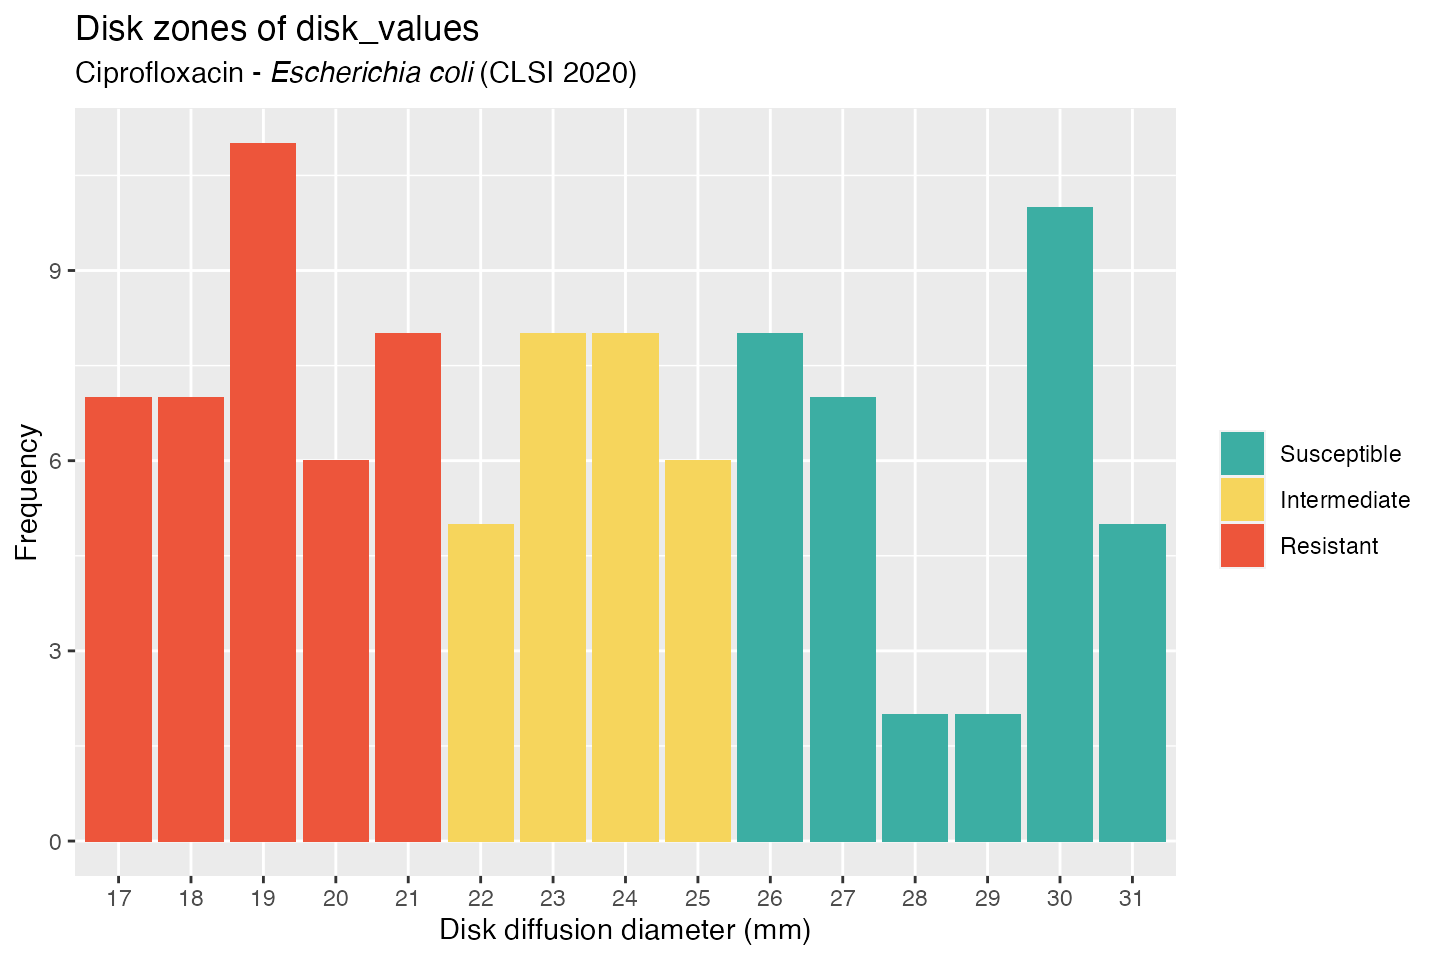 Disk zones of disk_values
Ciprofloxacin - Escherichia coli (CLSI 2020)
Frequency
9
6
3
0
17 18 19 20 21 22 23 24 25 26 27 28 29 30 31
Disk diffusion diameter (mm)
Susceptible
Intermediate
Resistant